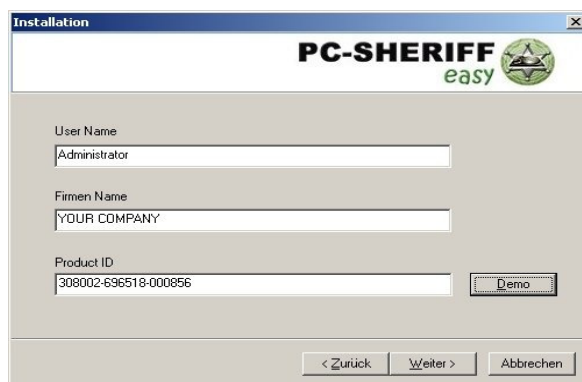 Installation
PC-SHERIFF
easy
User Name
Administrator
Firmen Name
YOUR COMPANY
Product ID
308002-696518-000856
Demo
< Zurück
Weiter >
Abbrechen